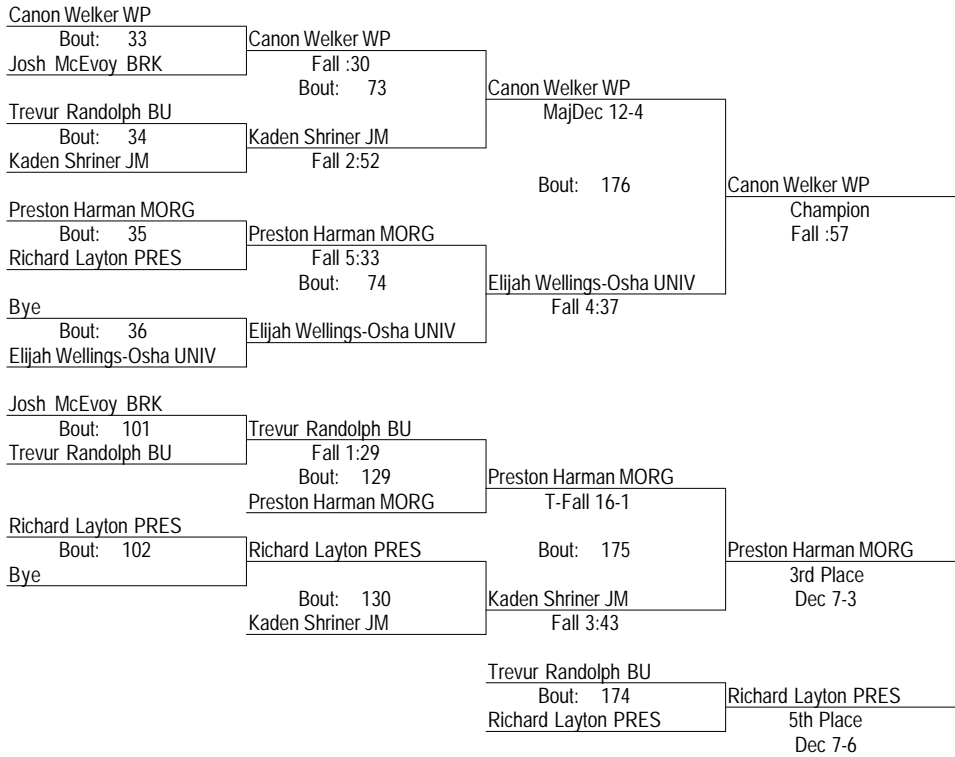 Canon Welker WP
Bout: 33
Josh McEvoy BRK
Canon Welker WP
Fall :30
Bout: 73
Trevur Randolph BU
Bout: 34
Kaden Shriner JM
Kaden Shriner JM
Fall 2:52
Canon Welker WP
MajDec 12-4
Bout: 176
Preston Harman MORG
Bout: 35
Richard Layton PRES
Preston Harman MORG
Fall 5:33
Bout: 74
Bye
Bout: 36
Elijah Wellings-Osha UNIV
Elijah Wellings-Osha UNIV
Elijah Wellings-Osha UNIV
Fall 4:37
Canon Welker WP
Champion
Fall :57
Josh McEvoy BRK
Bout: 101
Trevur Randolph BU
Trevur Randolph BU
Fall 1:29
Bout: 129
Preston Harman MORG
Preston Harman MORG
T-Fall 16-1
Richard Layton PRES
Bout: 102
Bye
Richard Layton PRES
Bout: 130
Kaden Shriner JM
Bout: 175
Kaden Shriner JM
Fall 3:43
Preston Harman MORG
3rd Place
Dec 7-3
Trevur Randolph BU
Bout: 174
Richard Layton PRES
Richard Layton PRES
5th Place
Dec 7-6